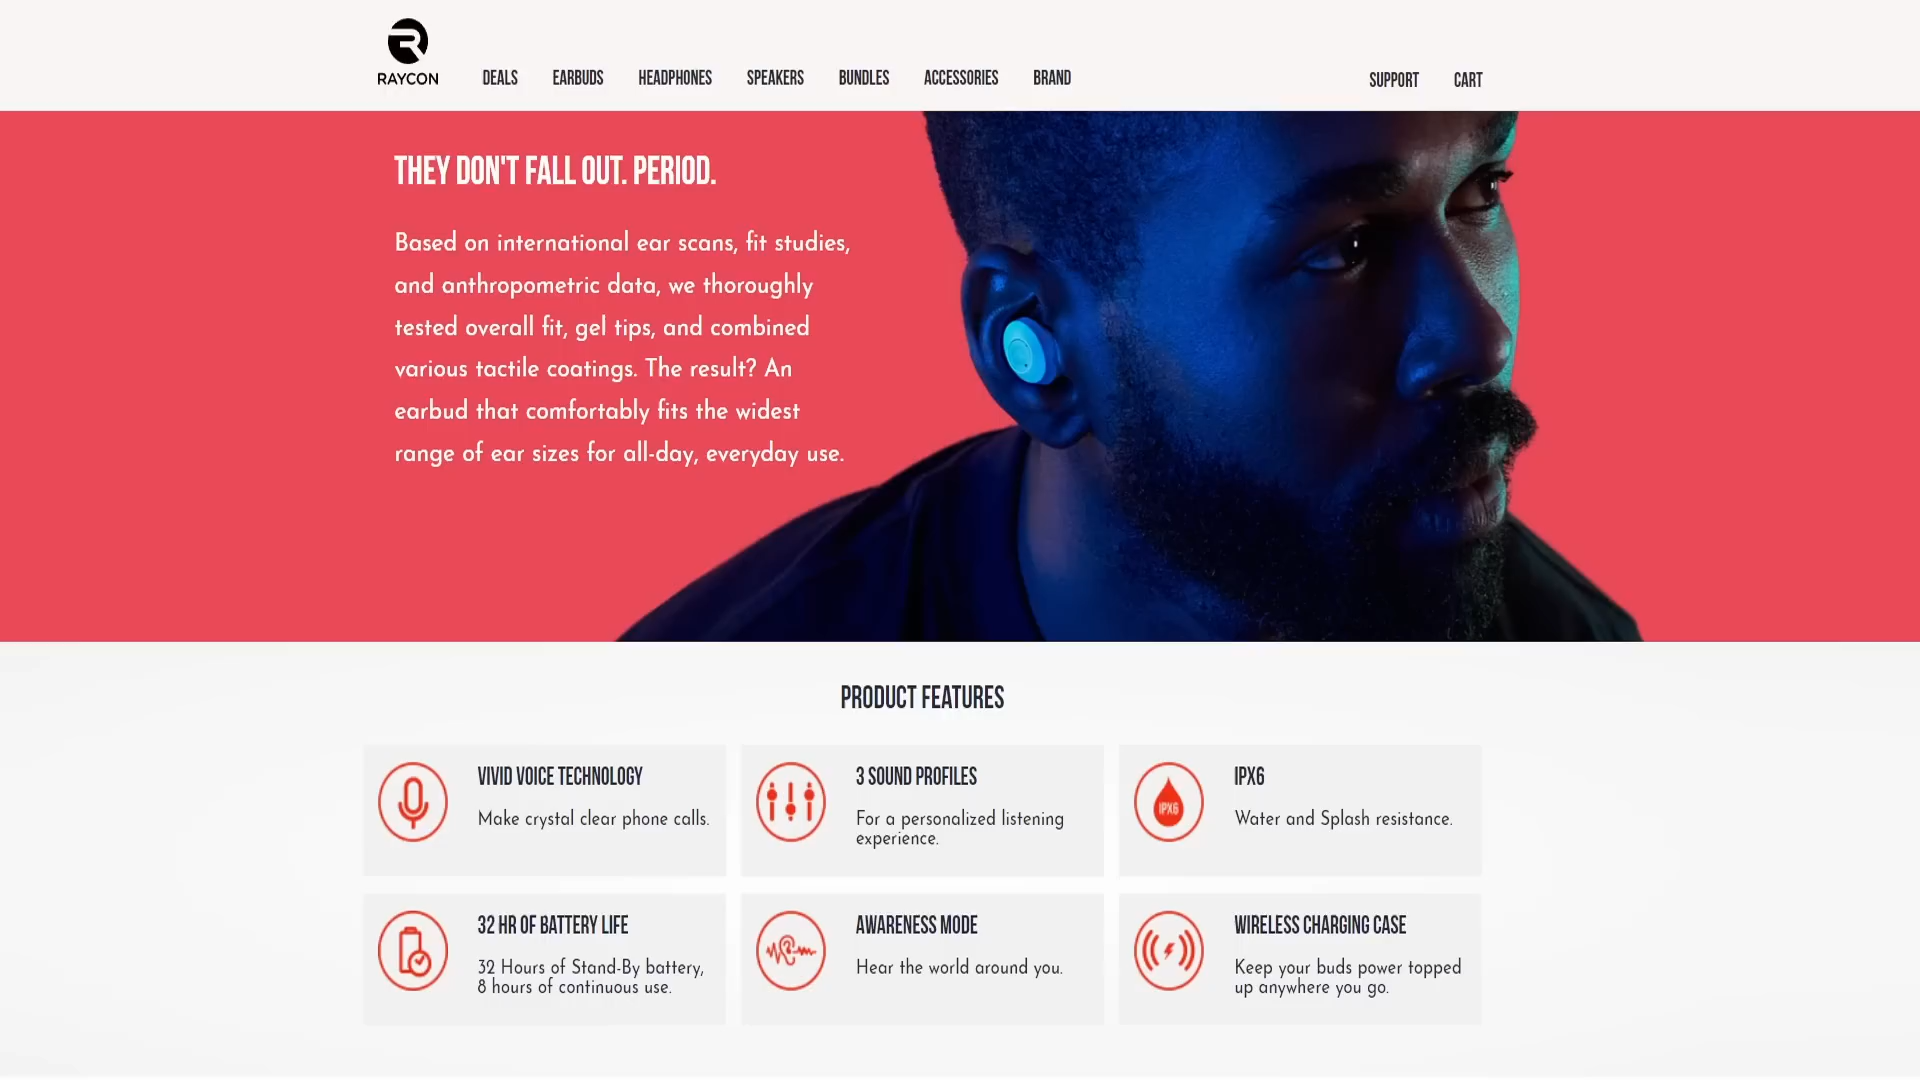 RAYCON
DEALS EARBUDS HEADPHONES SPEAKERS BUNDLES ACCESSORIES BRAND SUPPORT CART
THEY DON'T FALL OUT. PERIOD.
Based on international ear scans, fit studies,
and anthropometric data, we thoroughly
tested overall fit, gel tips, and combined
various tactile coatings. The result? An
earbud that comfortably fits the widest
range of ear sizes for all-day, everyday use.
PRODUCT FEATURES
VIVID VOICE TECHNOLOGY
Make crystal clear phone calls.
3 SOUND PROFILES
For a personalized listening
experience.
IPX6
IPX6
Water and Splash resistance.
32 HR OF BATTERY LIFE
32 Hours of Stand-By battery,
8 hours of continuous use.
AWARENESS MODE
Hear the world around you.
WIRELESS CHARGING CASE
Keep your buds power topped
up anywhere you go.